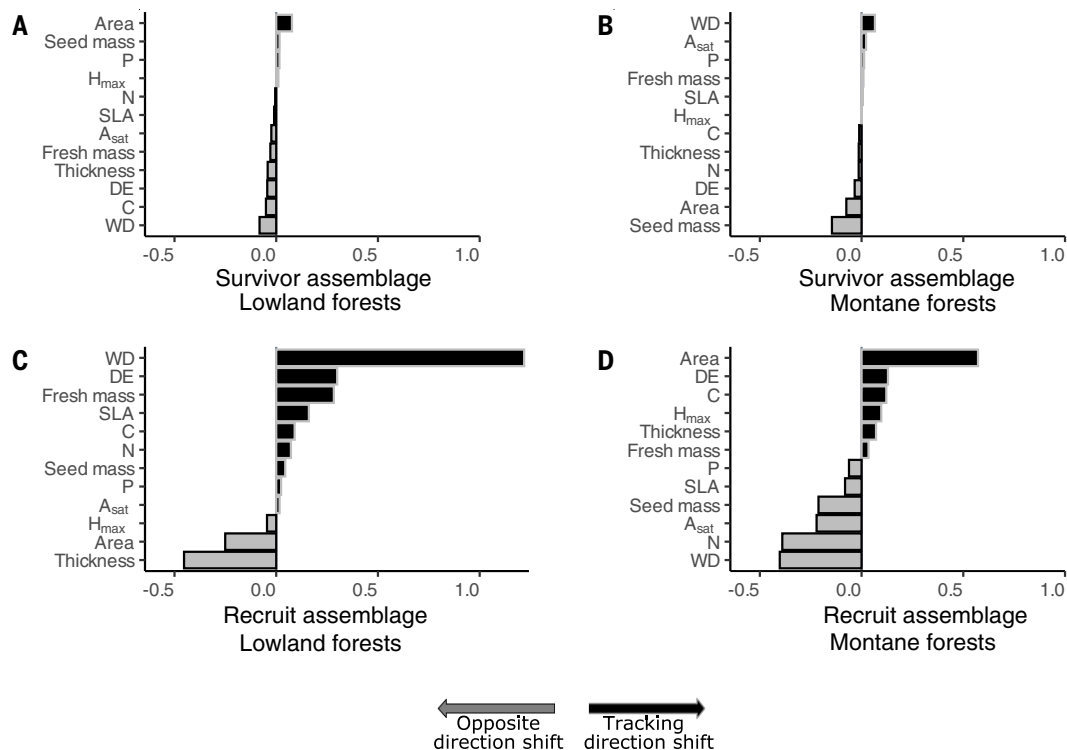 A
Area
Seed mass
P
Hmax
N
SLA
Asat
Fresh mass
Thickness
DE
C
WD
-0.5 0.0 0.5 1.0
Survivor assemblage
Lowland forests
B
WD
Asat
P
Fresh mass
SLA
Hmax
C
Thickness
N
DE
Area
Seed mass
-0.5 0.0 0.5 1.0
Survivor assemblage
Montane forests
C
WD
DE
Fresh mass
SLA
C
N
Seed mass
P
Asat
Hmax
Area
Thickness
-0.5 0.0 0.5 1.0
Recruit assemblage
Lowland forests
D
Area
DE
C
Hmax
Thickness
Fresh mass
P
SLA
Seed mass
Asat
N
WD
-0.5 0.0 0.5 1.0
Recruit assemblage
Montane forests
Opposite
direction shift
Tracking
direction shift